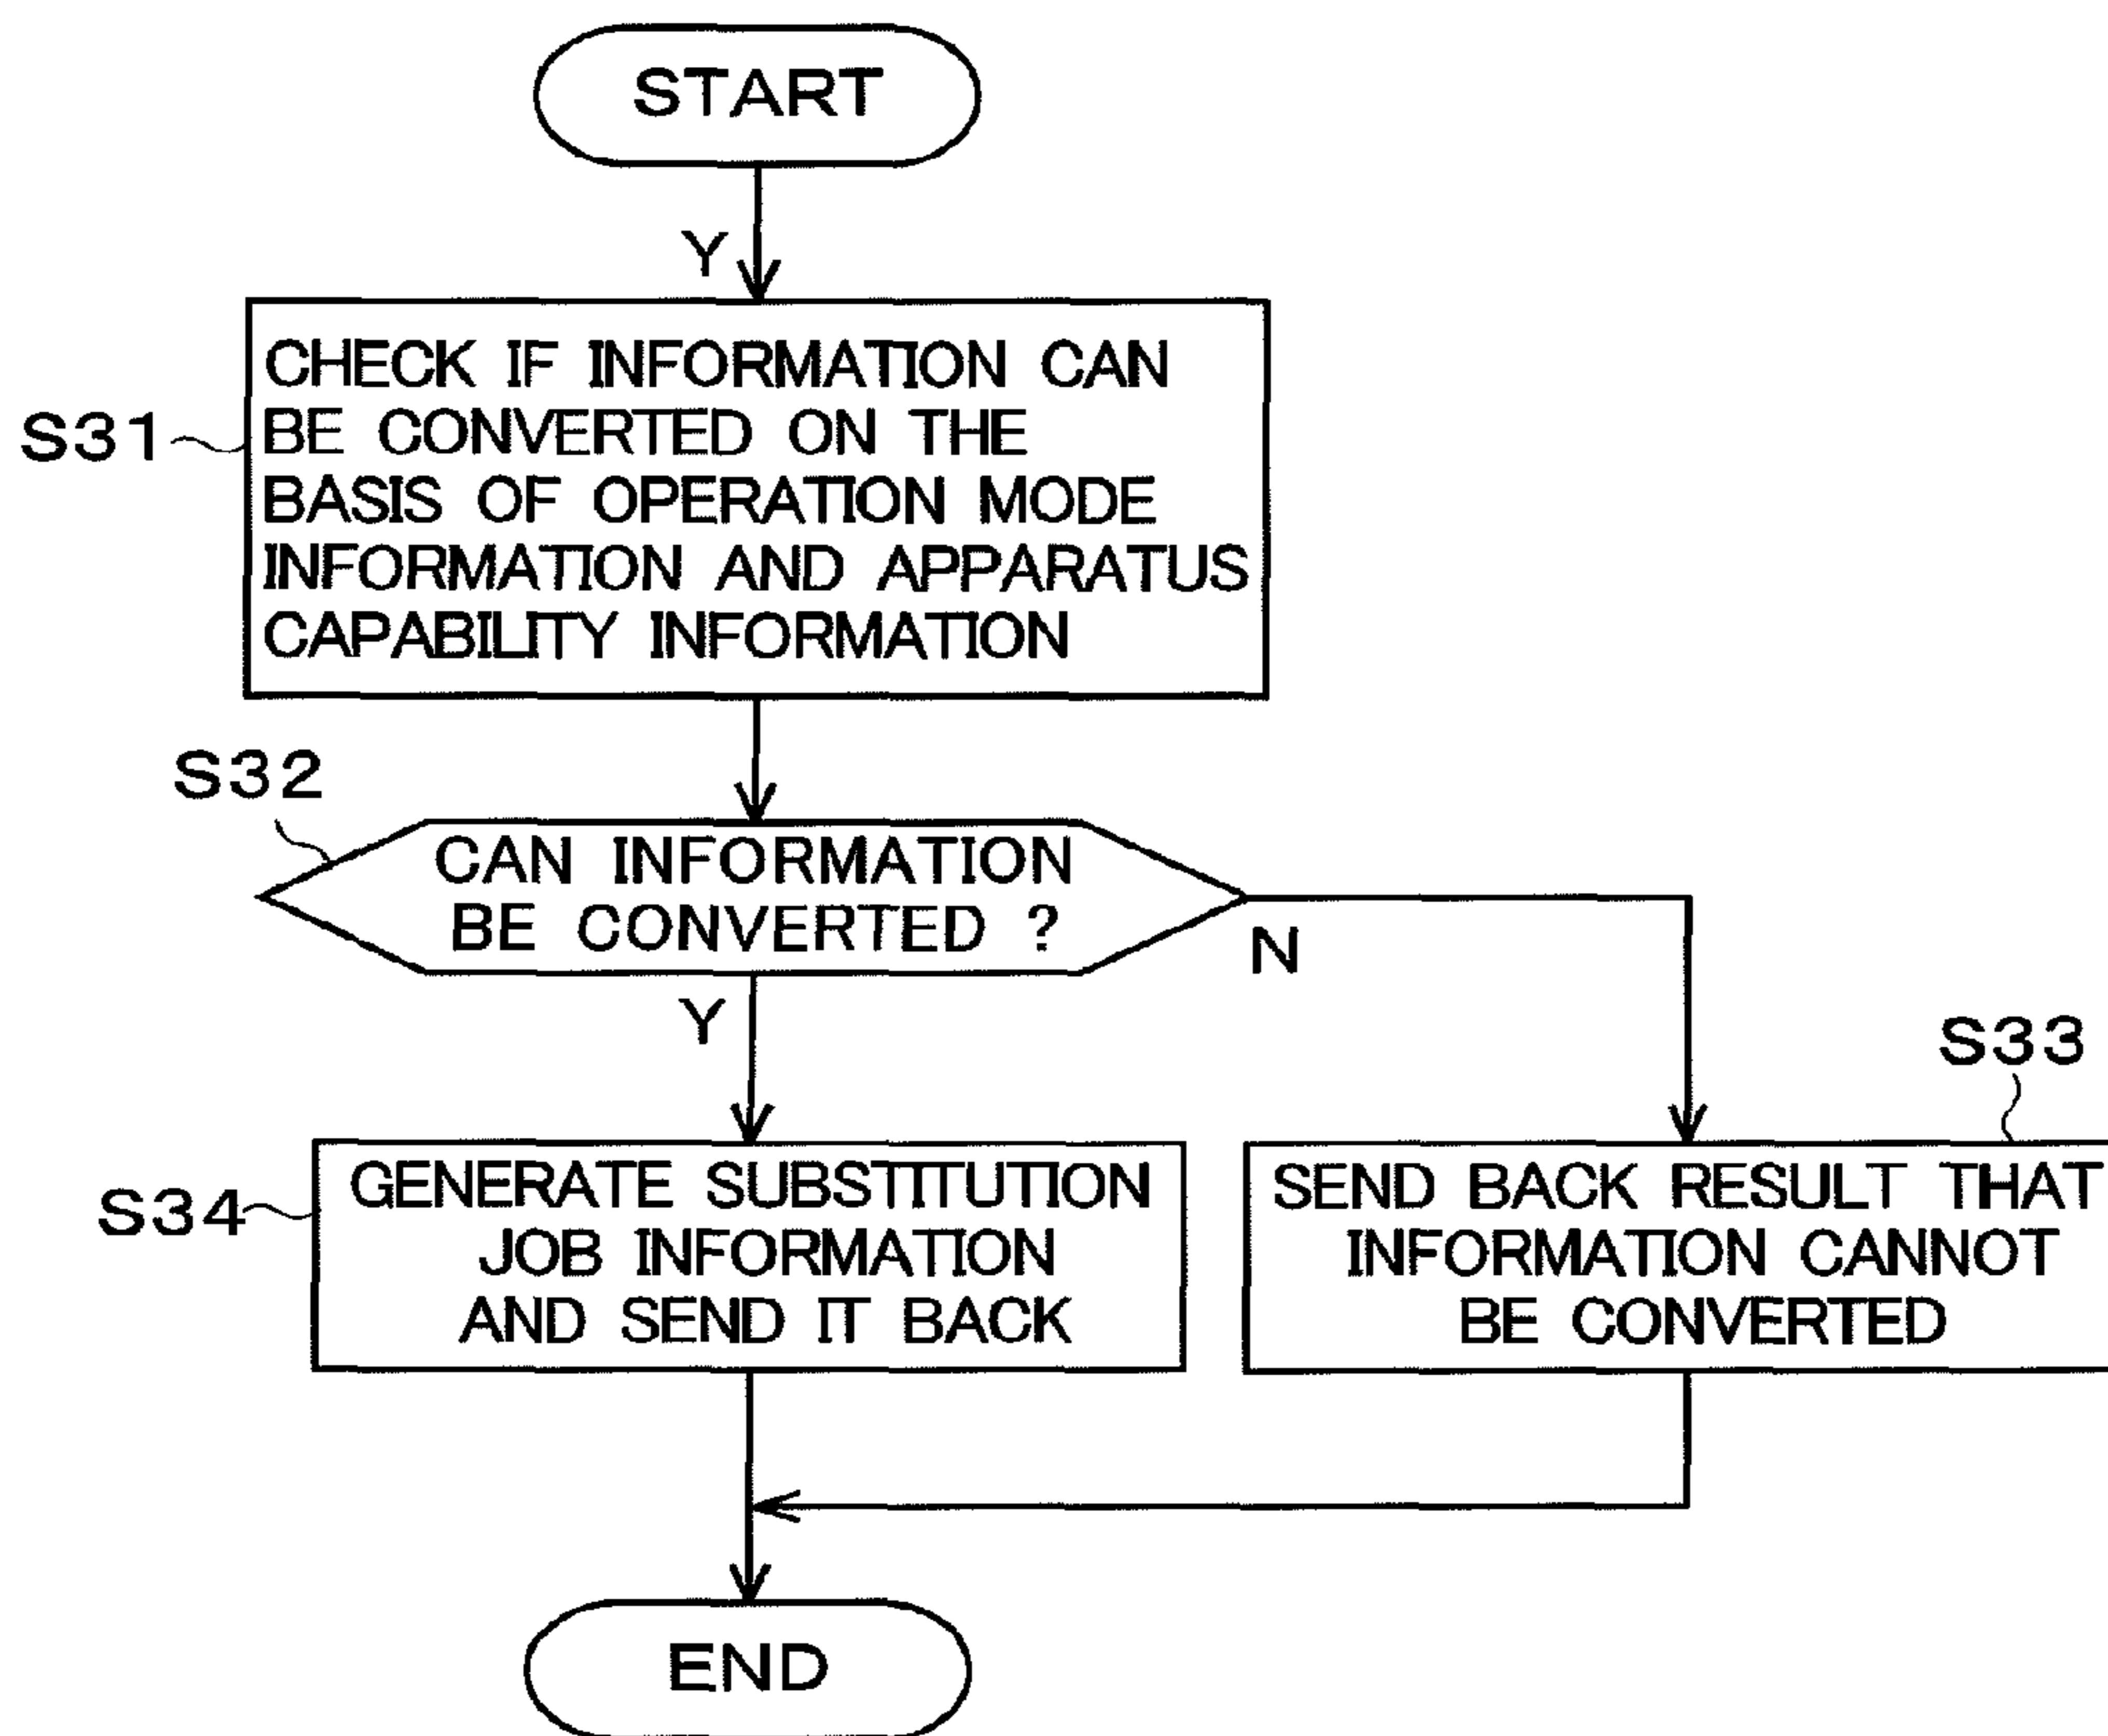 START
Y
S31
CHECK IF INFORMATION CAN
BE CONVERTED ON THE
BASIS OF OPERATION MODE
INFORMATION AND APPARATUS
CAPABILITY INFORMATION
S32
CAN INFORMATION
BE CONVERTED ?
N
Y
S34
GENERATE SUBSTITUTION
JOB INFORMATION
AND SEND IT BACK
S33
SEND BACK RESULT THAT
INFORMATION CANNOT
BE CONVERTED
END